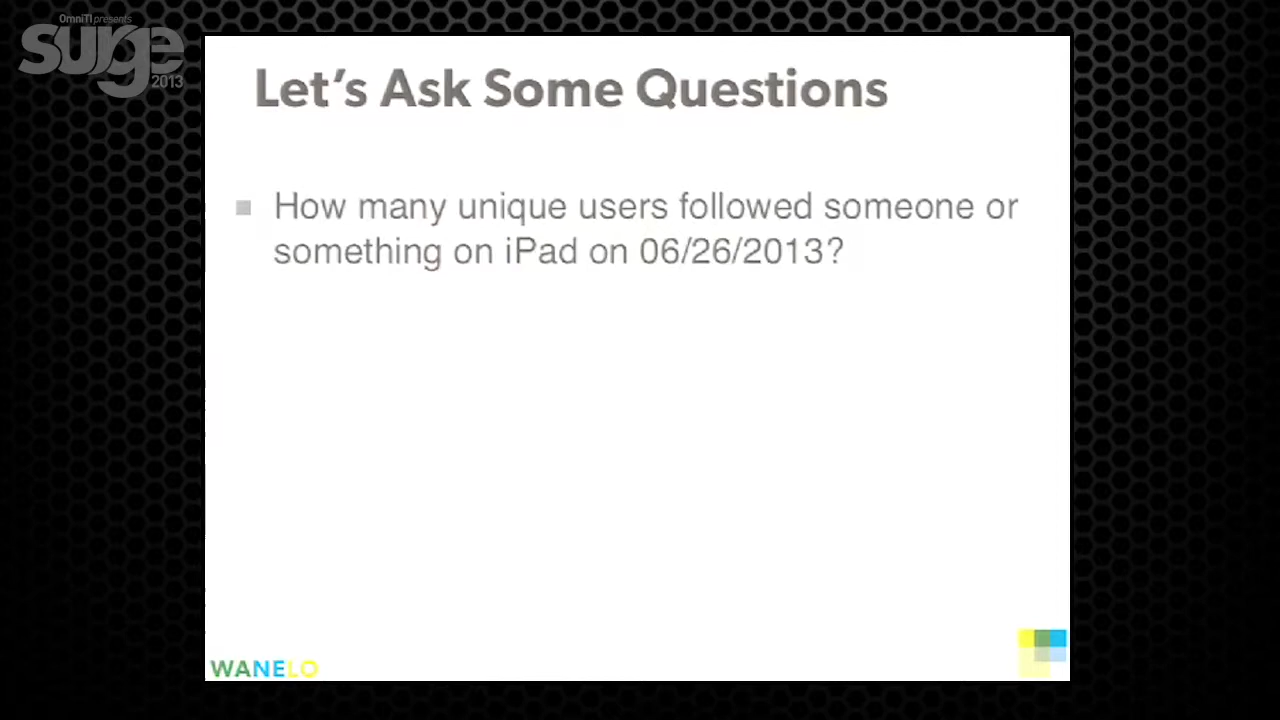 OmniTI presents
surge
2013
Let's Ask Some Questions
How many unique users followed someone or
something on iPad on 06/26/2013?
WANELO